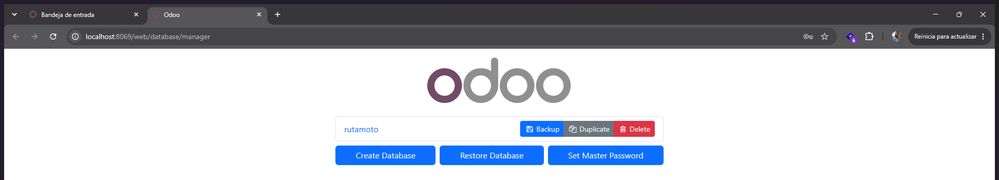 Bandeja de entrada
Odoo
localhost:8069/web/database/manager
6
Reinicia para actualizar
odoo
rutamoto
Backup
Duplicate
Delete
Create Database
Restore Database
Set Master Password